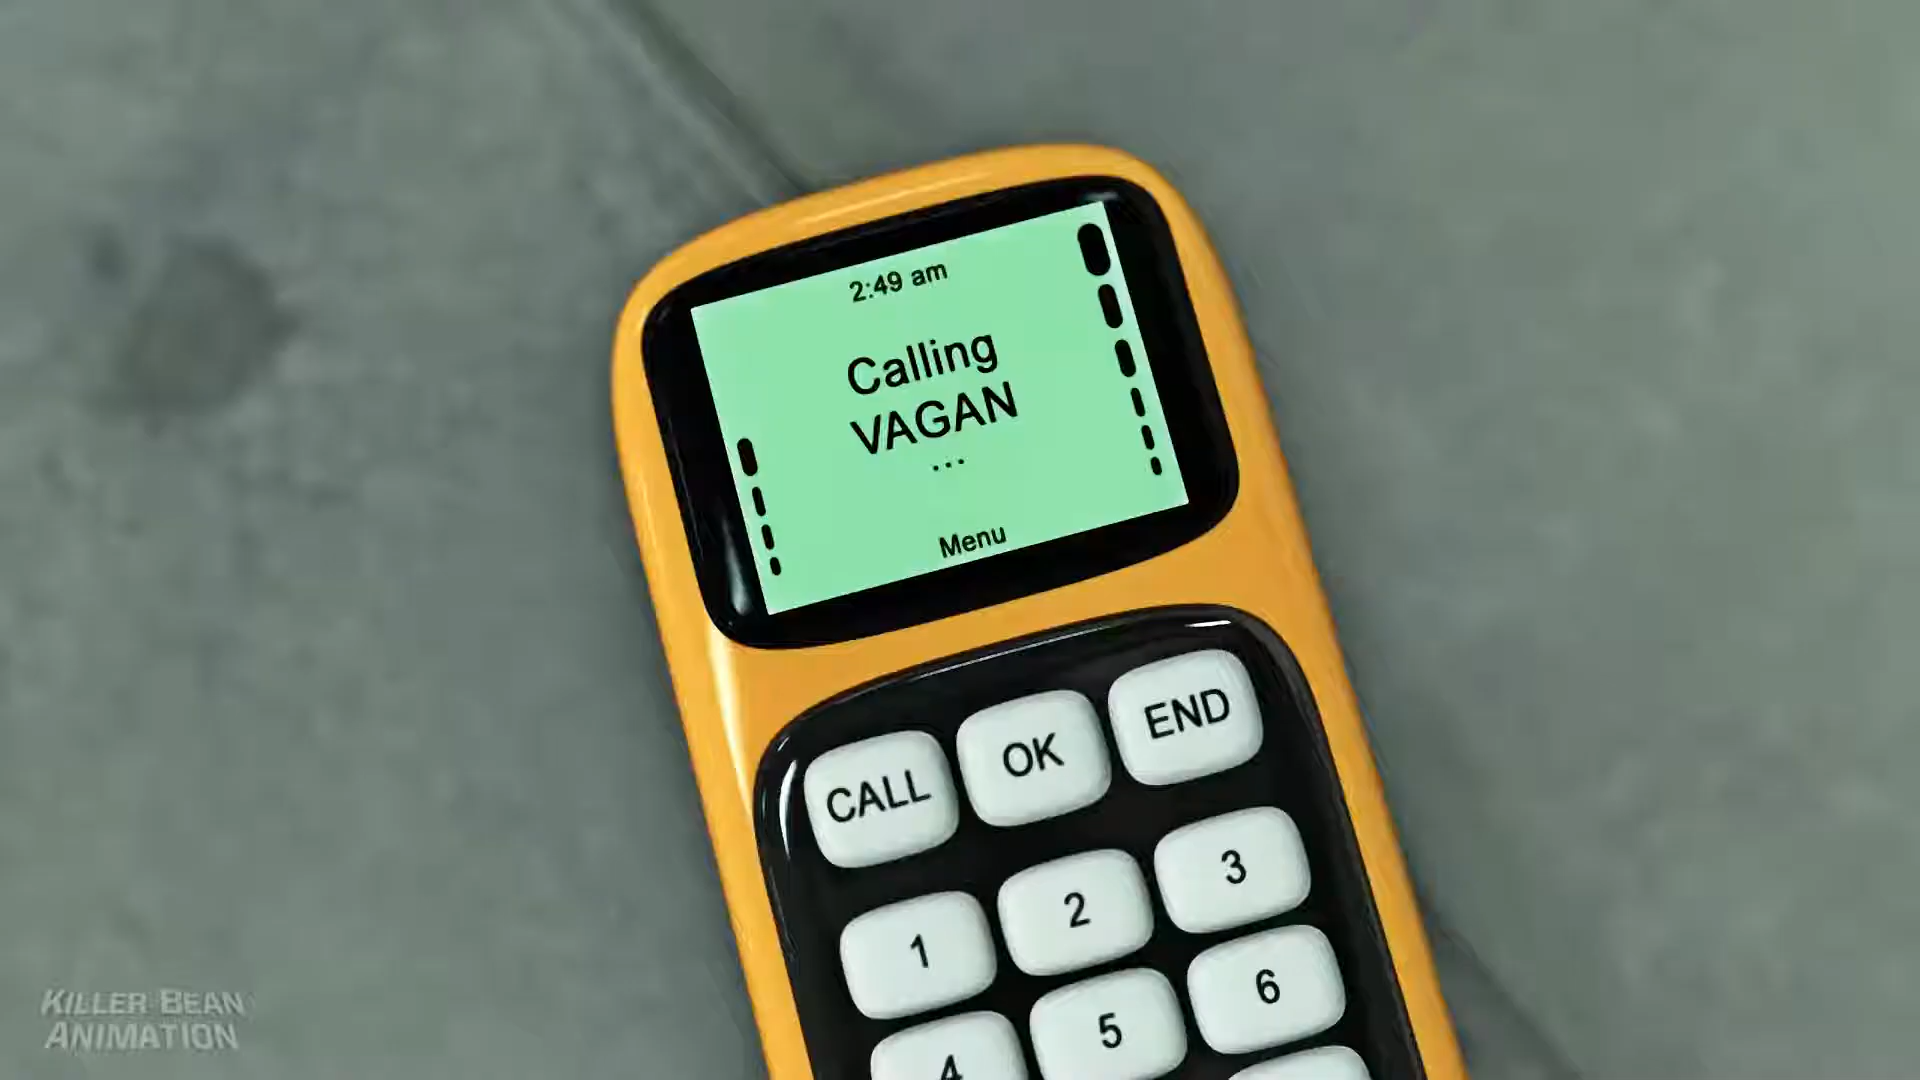 2:49 am
Calling
VAGAN
...
Menu
CALL OK END
1 2 3
4 5 6
KILLER BEAN
ANIMATION